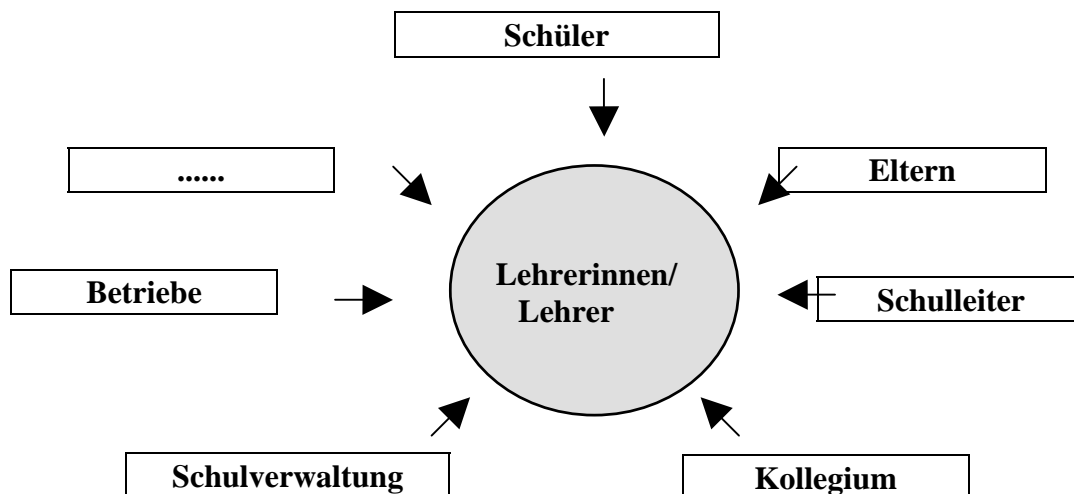 Schüler
......
Eltern
Lehrerinnen/
Lehrer
Betriebe
Schulleiter
Schulverwaltung
Kollegium